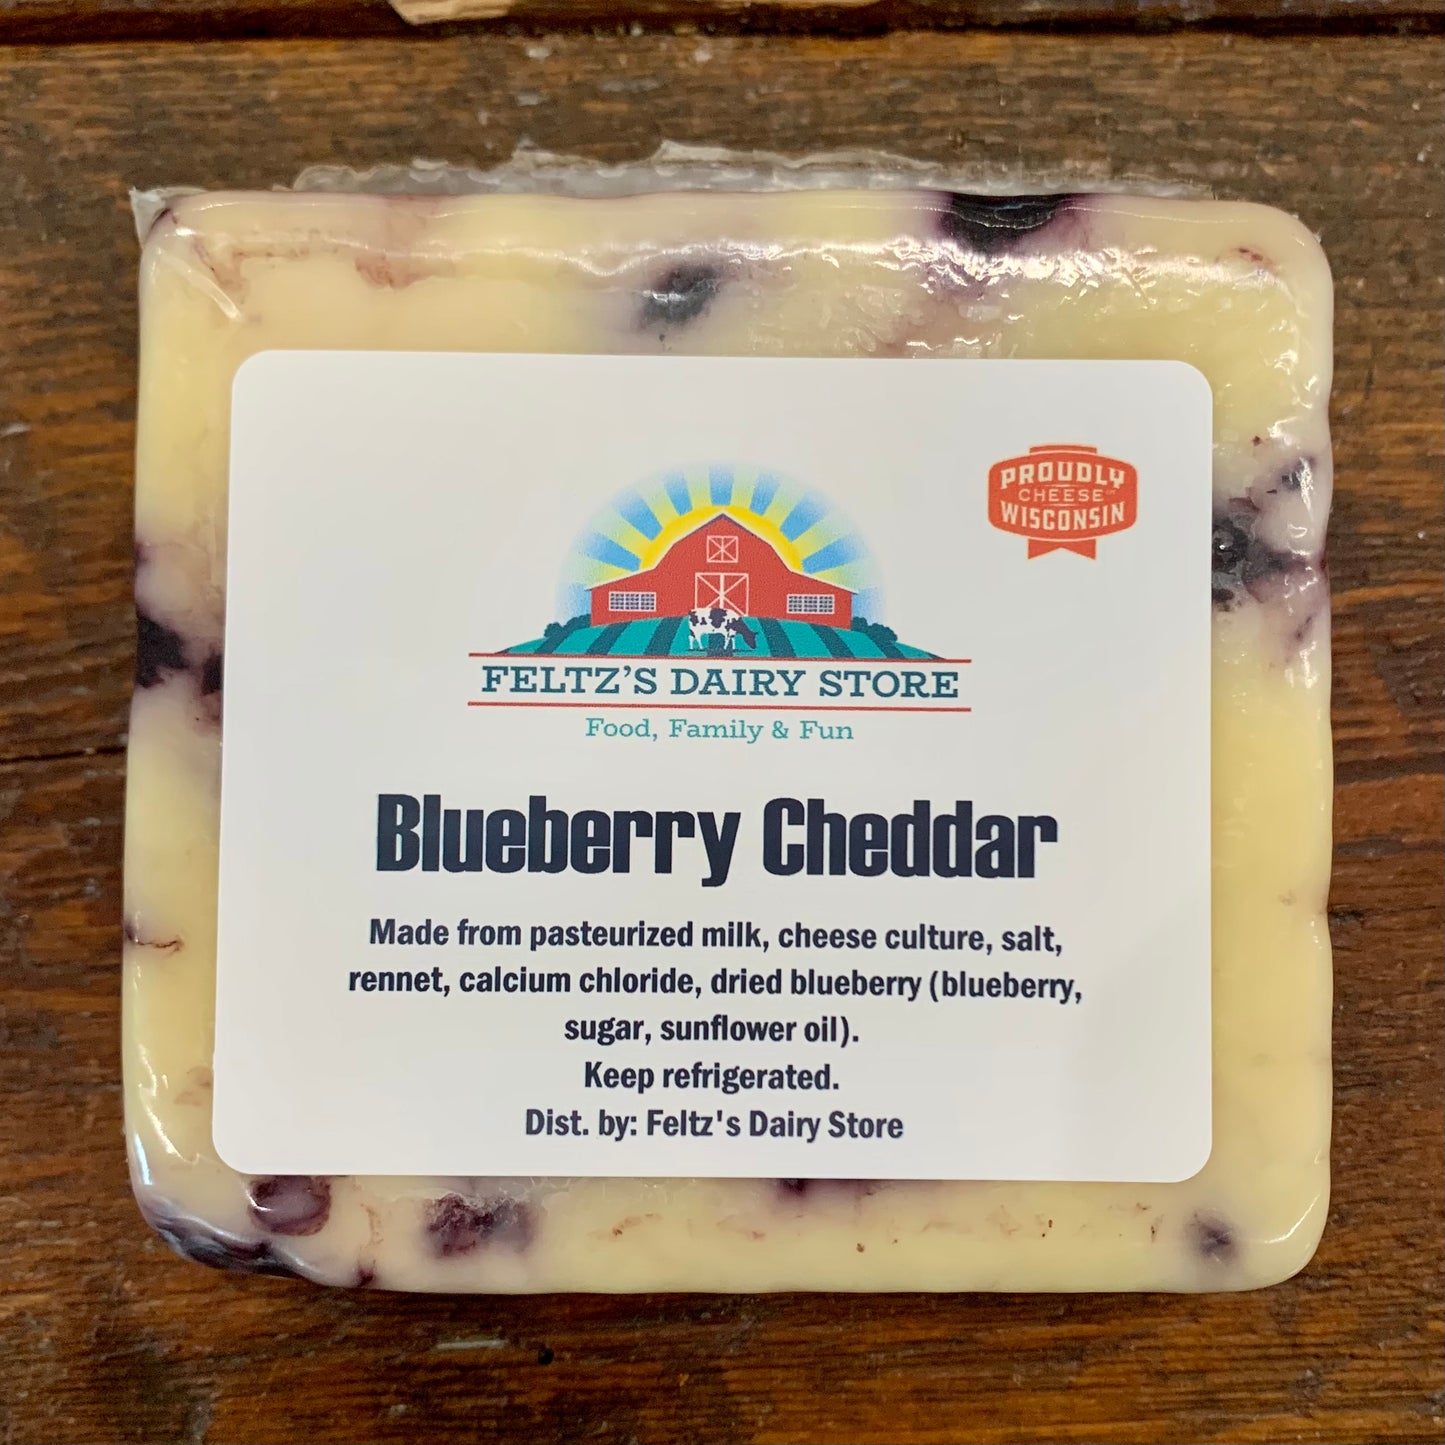 PROUDLY
CHEESE
WISCONSIN
FELTZ'S DAIRY STORE
Food, Family & Fun
Blueberry Cheddar
Made from pasteurized milk, cheese culture, salt,
rennet, calcium chloride, dried blueberry (blueberry,
sugar, sunflower oil).
Keep refrigerated.
Dist. by: Feltz's Dairy Store